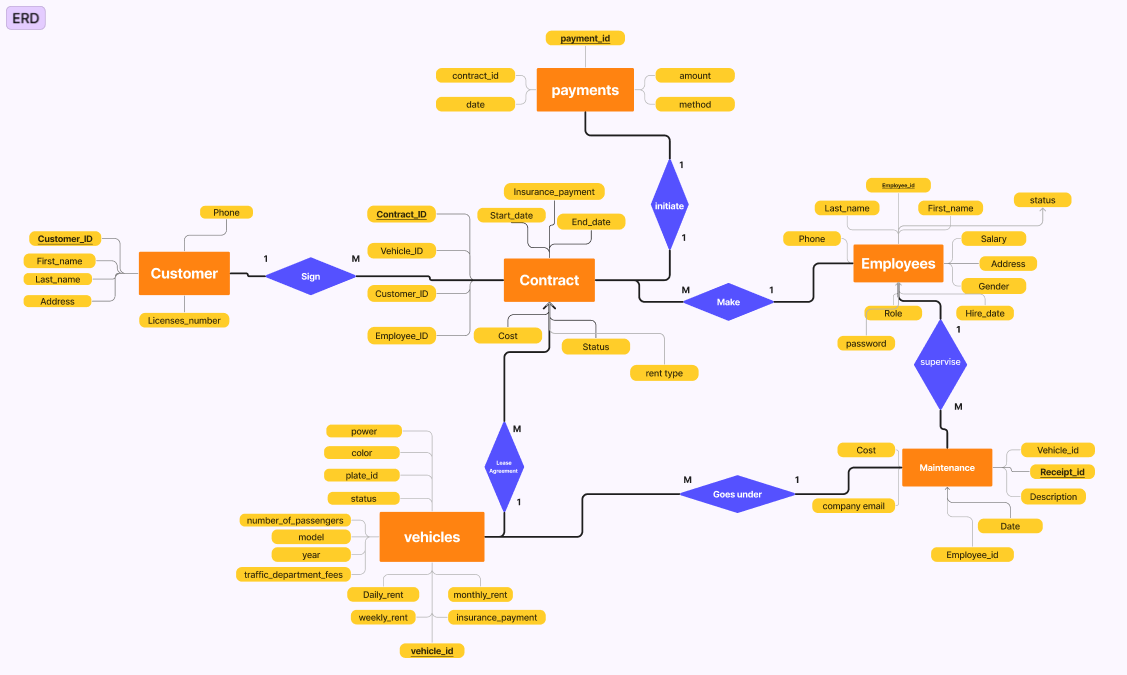 ERD
payment_id
contract_id
amount
payments
date
method
1
initiate
1
Insurance_payment
Start_date
End_date
Contract_ID
Vehicle_ID
Customer_ID
Employee_ID
Contract
Cost
Status
rent type
Phone
Customer_ID
First_name
Last_name
Address
Customer
Licenses_number
1
Sign
M
M
Make
1
Employee_id
status
Last_name
First_name
Phone
Salary
Employees
Address
Gender
Role
Hire_date
password
1
supervise
M
Cost
Vehicle_id
Maintenance
Receipt_id
company email
Description
Date
Employee_id
M
Goes under
1
M
Lease
Agreement
1
power
color
plate_id
status
number_of_passengers
model
year
traffic_department_fees
vehicles
Daily_rent
monthly_rent
weekly_rent
insurance_payment
vehicle_id